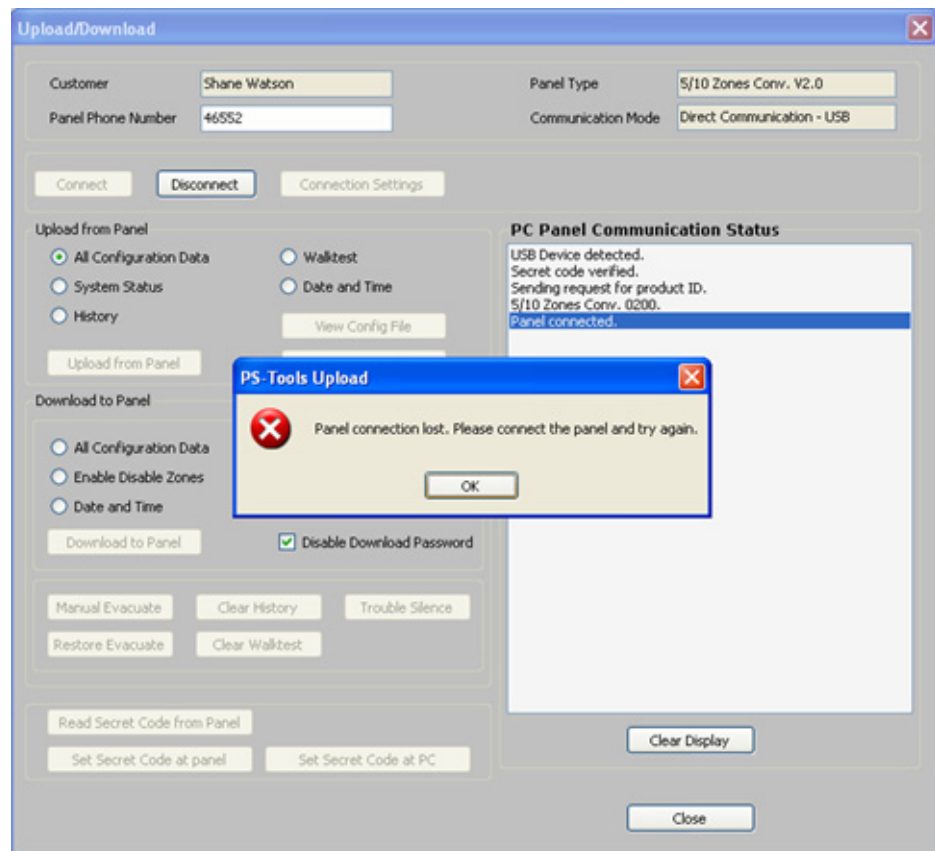 Upload/Download
Customer Shane Watson Panel Type 5/10 Zones Conv. V2.0
Panel Phone Number 46552 Communication Mode Direct Communication - USB
Connect Disconnect Connection Settings
Upload from Panel
All Configuration Data Walktest
System Status Date and Time
History
View Config File
Upload from Panel
PC Panel Communication Status
USB Device detected.
Secret code verified.
Sending request for product ID.
5/10 Zones Conv. 0200.
Panel connected.
PS-Tools Upload
Panel connection lost. Please connect the panel and try again.
OK
Download to Panel
All Configuration Data
Enable Disable Zones
Date and Time
Download to Panel Disable Download Password
Manual Evacuate Clear History Trouble Silence
Restore Evacuate Clear Walktest
Read Secret Code from Panel
Set Secret Code at panel Set Secret Code at PC
Clear Display
Close